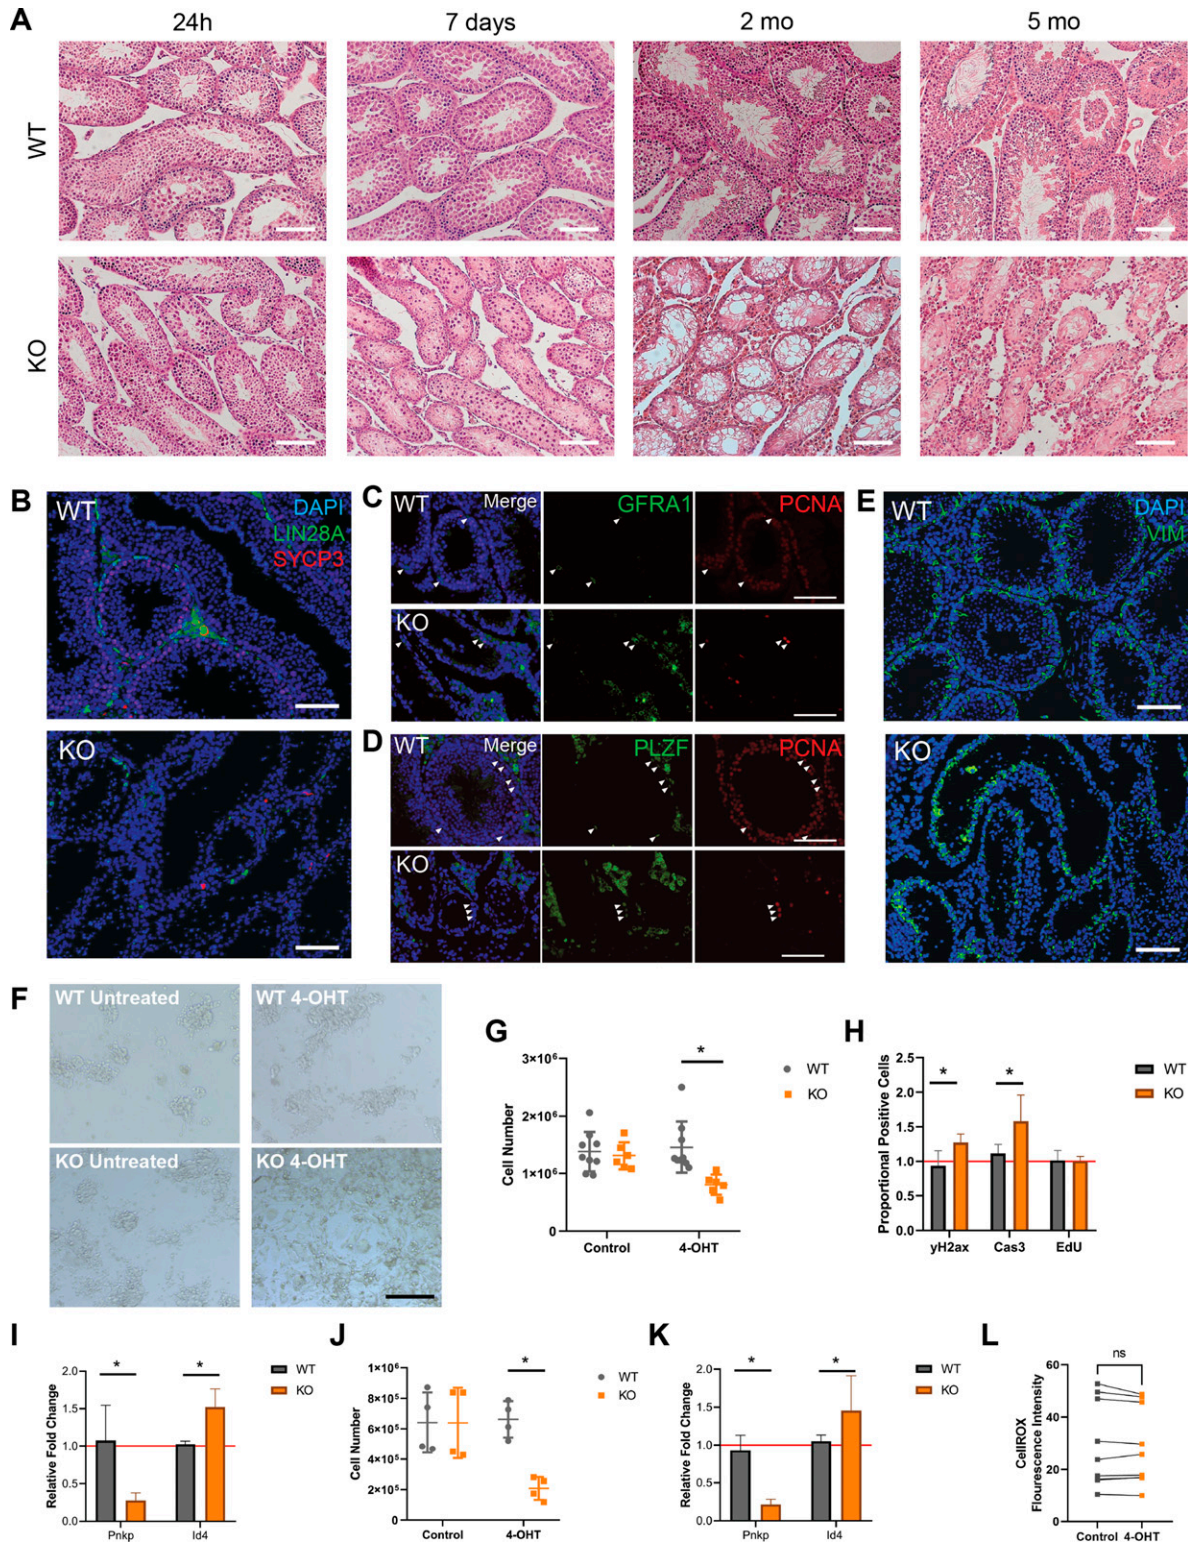 A
24h
7 days
2 mo
5 mo
WT
KO
B
WT
DAPI
LIN28A
SYCP3
KO
C
WT
Merge
GFRA1
PCNA
KO
D
WT
Merge
PLZF
PCNA
KO
E
WT
DAPI
VIM
KO
F
WT Untreated
WT 4-OHT
KO Untreated
KO 4-OHT
G
Cell Number
3×10⁶
2×10⁶
1×10⁶
0
*
WT
KO
Control
4-OHT
H
Proportional Positive Cells
2.5
2.0
1.5
1.0
0.5
0.0
*
*
WT
KO
yH2ax
Cas3
EdU
I
Relative Fold Change
2.0
1.5
1.0
0.5
0.0
*
*
WT
KO
Pnkp
Id4
J
Cell Number
1×10⁶
8×10⁵
6×10⁵
4×10⁵
2×10⁵
0
*
WT
KO
Control
4-OHT
K
Relative Fold Change
2.0
1.5
1.0
0.5
0.0
*
*
WT
KO
Pnkp
Id4
L
CellROX
Flourescence Intensity
60
40
20
0
ns
Control
4-OHT